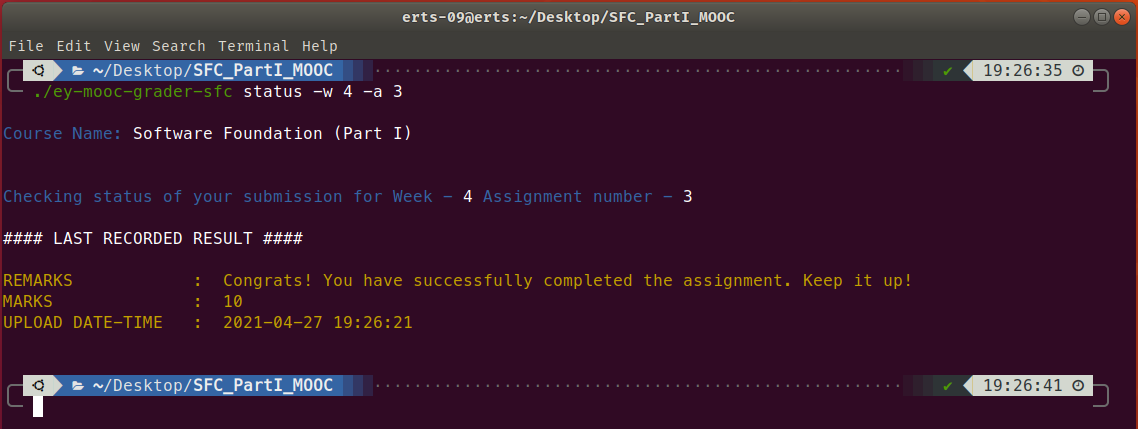 erts-09@erts:~/Desktop/SFC_PartI_MOOC
File Edit View Search Terminal Help
~/Desktop/SFC_PartI_MOOC ✔ 19:26:35
./ey-mooc-grader-sfc status -w 4 -a 3
Course Name: Software Foundation (Part I)
Checking status of your submission for Week - 4 Assignment number - 3
#### LAST RECORDED RESULT ####
REMARKS : Congrats! You have successfully completed the assignment. Keep it up!
MARKS : 10
UPLOAD DATE-TIME : 2021-04-27 19:26:21
~/Desktop/SFC_PartI_MOOC ✔ 19:26:41